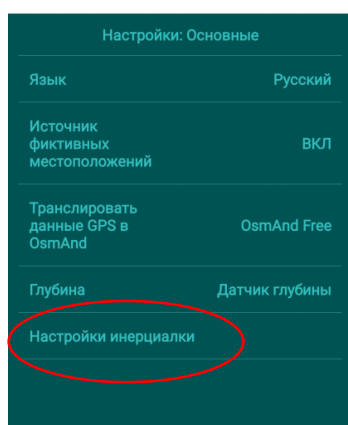 Настройки: Основные
Язык
Русский
Источник
фиктивных
местоположений
ВКЛ
Транслировать
данные GPS в
OsmAnd
OsmAnd Free
Глубина
Датчик глубины
Настройки инерциалки